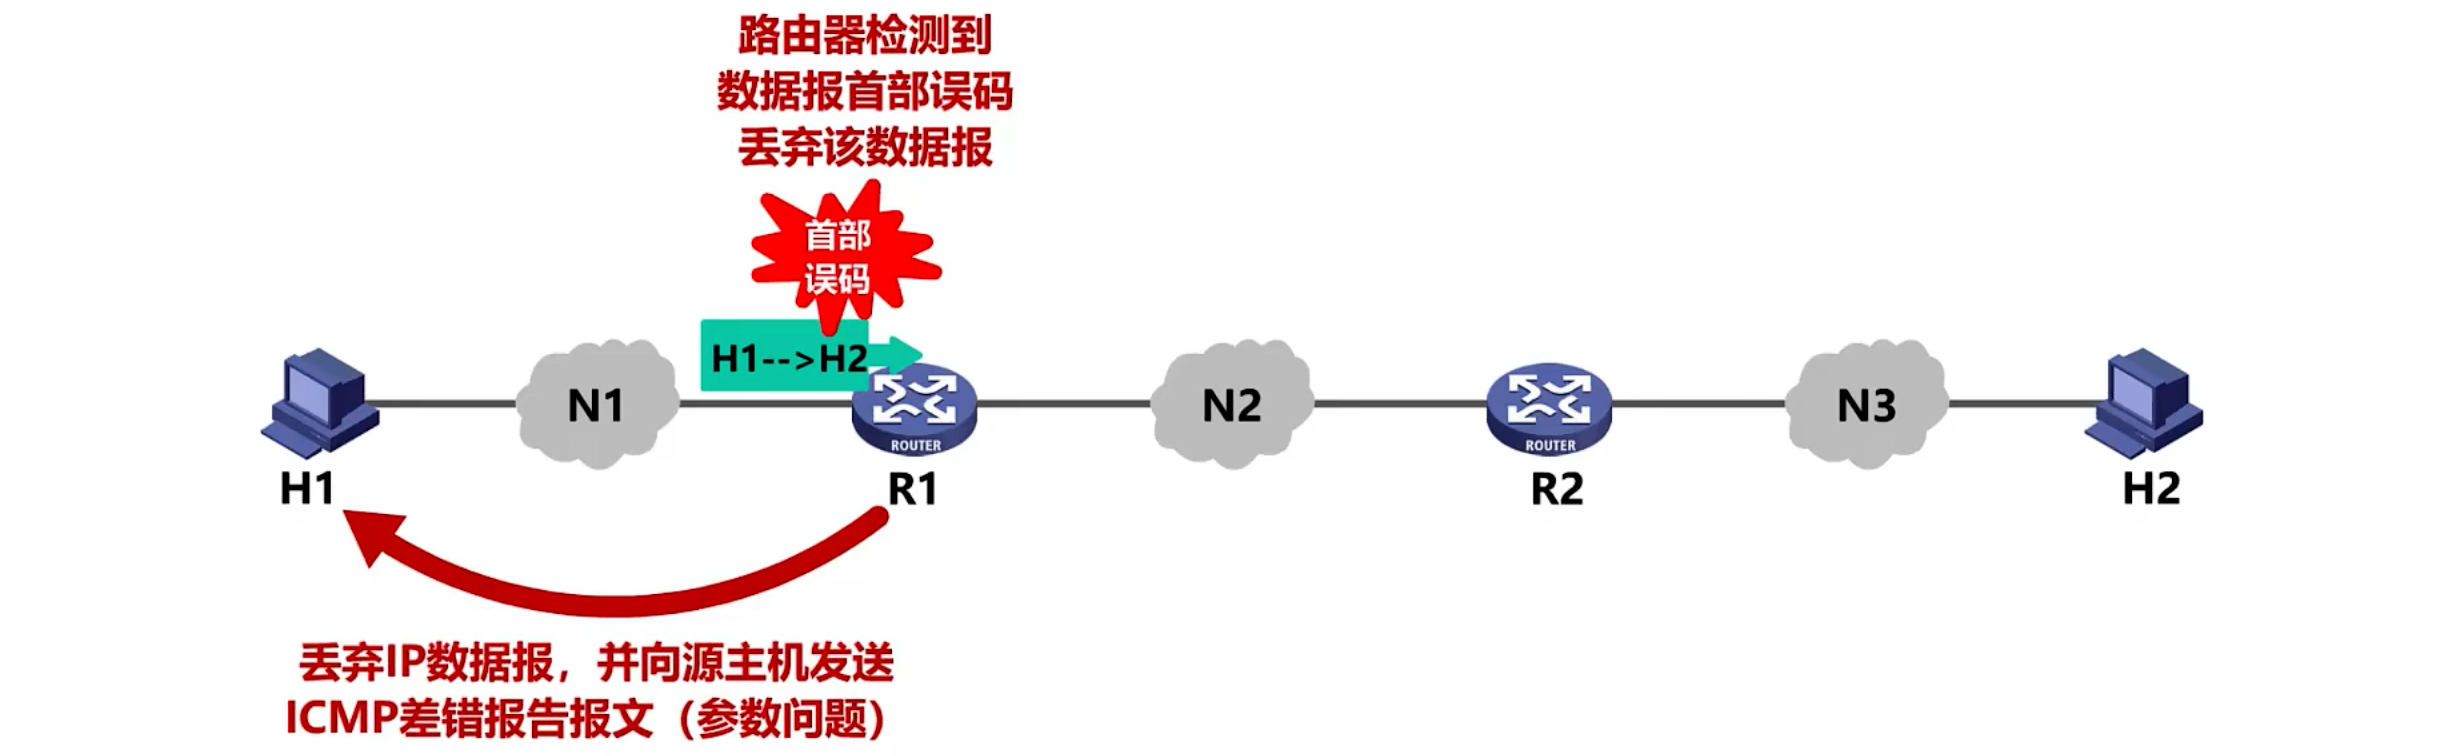 路由器检测到
数据报首部误码
丢弃该数据报
首部
误码
H1-->H2
N1
N2
N3
ROUTER
ROUTER
H1
R1
R2
H2
丢弃IP数据报，并向源主机发送
ICMP差错报告报文（参数问题）